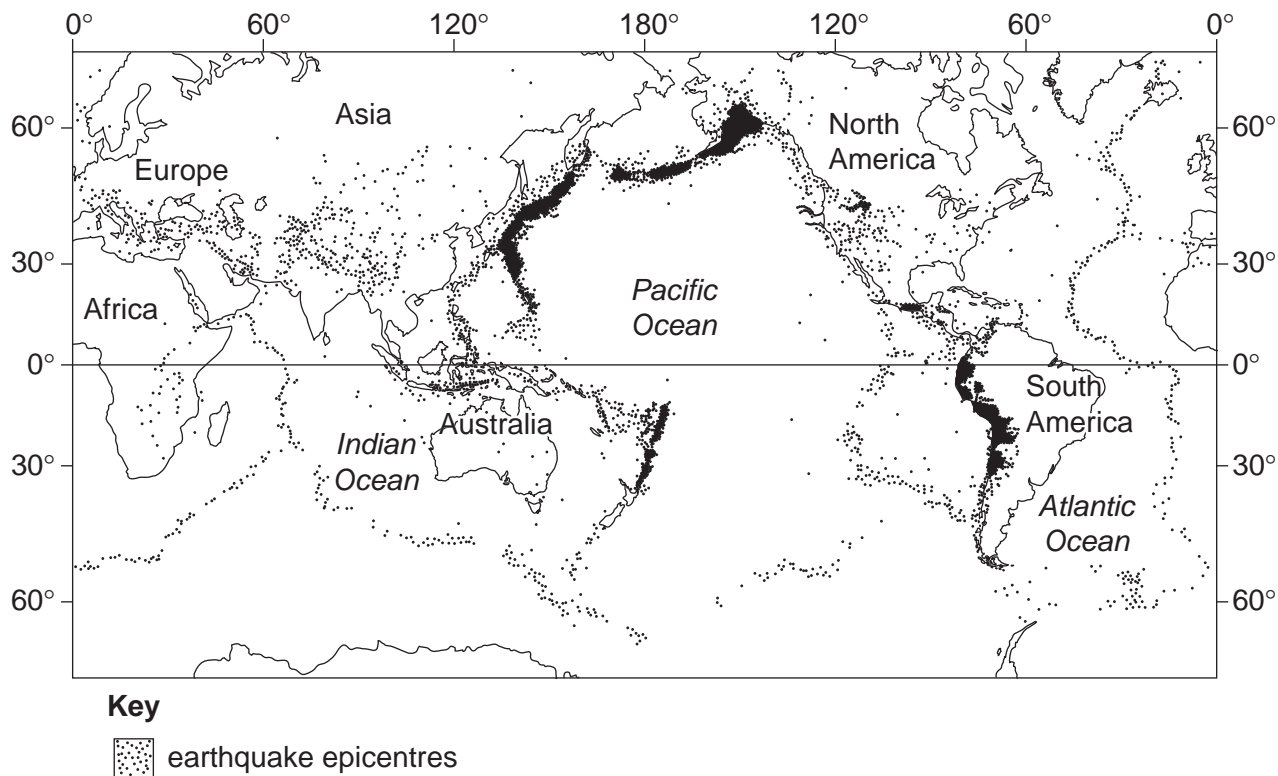 0° 60° 120° 180° 120° 60° 0°
60° 60°
30° 30°
0° 0°
30° 30°
60° 60°
Asia
North
America
Europe
Africa
Pacific
Ocean
South
America
Australia
Indian
Ocean
Atlantic
Ocean
Key
earthquake epicentres